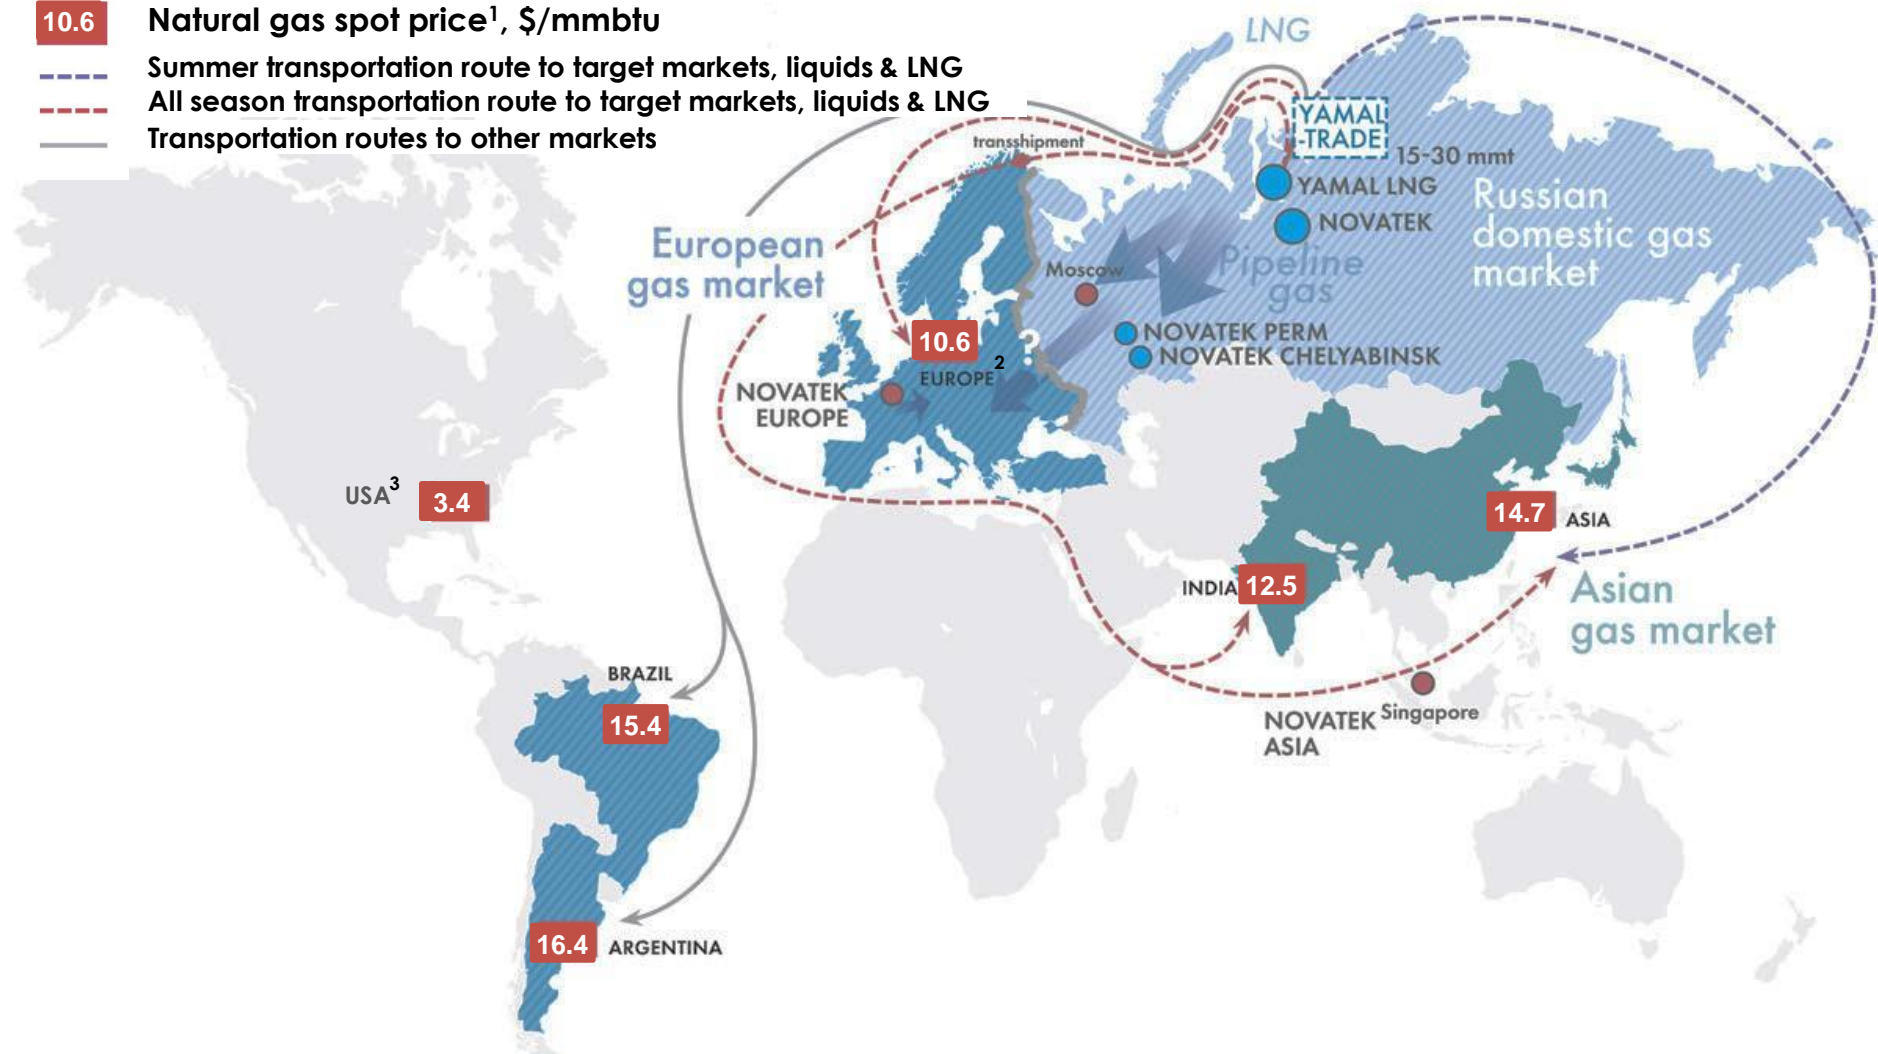 10.6 Natural gas spot price¹, $/mmbtu
Summer transportation route to target markets, liquids & LNG
All season transportation route to target markets, liquids & LNG
Transportation routes to other markets
LNG
YAMAL
-TRADE
transshipment
15-30 mmt
YAMAL LNG
NOVATEK
Russian
domestic gas
market
European
gas market
Pipeline
gas
Moscow
?
10.6
EUROPE²
NOVATEK PERM
NOVATEK CHELYABINSK
NOVATEK
EUROPE
USA³ 3.4
14.7 ASIA
INDIA 12.5
Asian
gas market
BRAZIL
15.4
NOVATEK
ASIA
Singapore
16.4 ARGENTINA